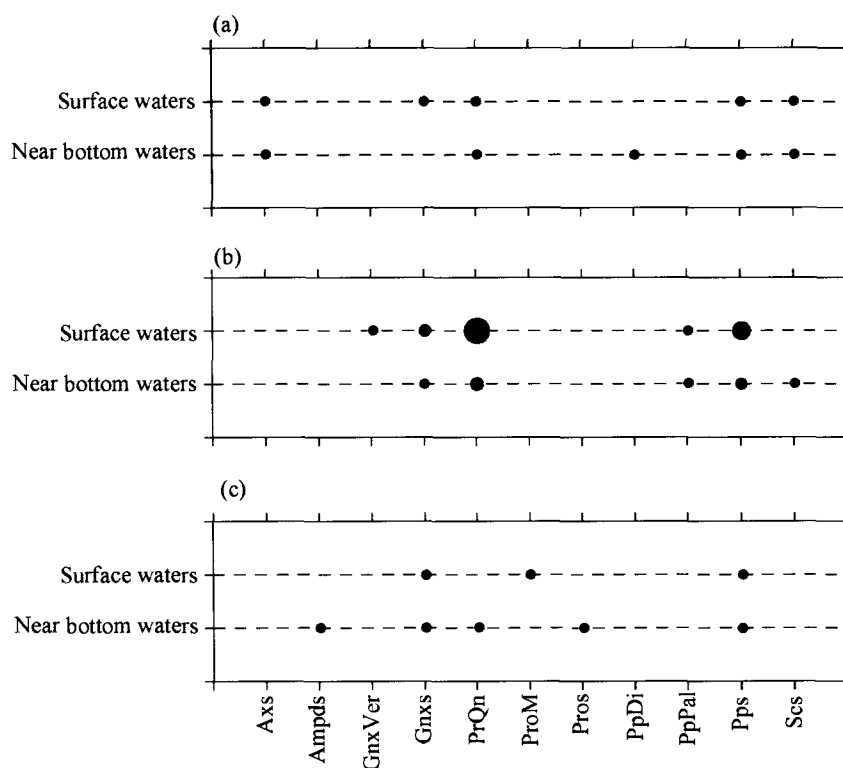 (a)
Surface waters
Near bottom waters
(b)
Surface waters
Near bottom waters
(c)
Surface waters
Near bottom waters
Axs
Ampds
GnxVer
Gnxs
PrQn
ProM
Pros
PpDi
PpPal
Pps
Scs